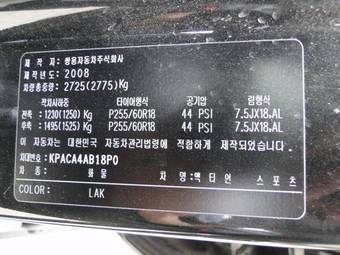 제 작 자 : 쌍용자동차주식회사
제작년도 : 2008
차량총중량 : 2725(2775)Kg
적차시하중 타이어형식 공기압 림형식
전축 - 1230(1250) Kg P255/60R18 44 PSI 7.5JX18.AL
후축 - 1495(1525) Kg P255/60R18 44 PSI 7.5JX18.AL
이 자동차는 대한민국 자동차관리법령에 적합하게 제작되었습니다.
차대번호: KPACA4AB18P0
차 종 : 화 물 차 명 : 액 티 언 스 포 츠
COLOR: LAK